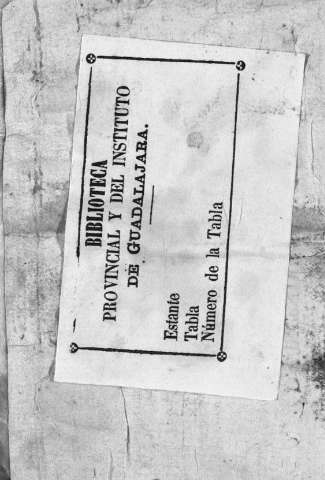 BIBLIOTECA
PROVINCIAL Y DEL INSTITUTO
DE GUADALAJARA.
Estante
Tabla
Número de la Tabla